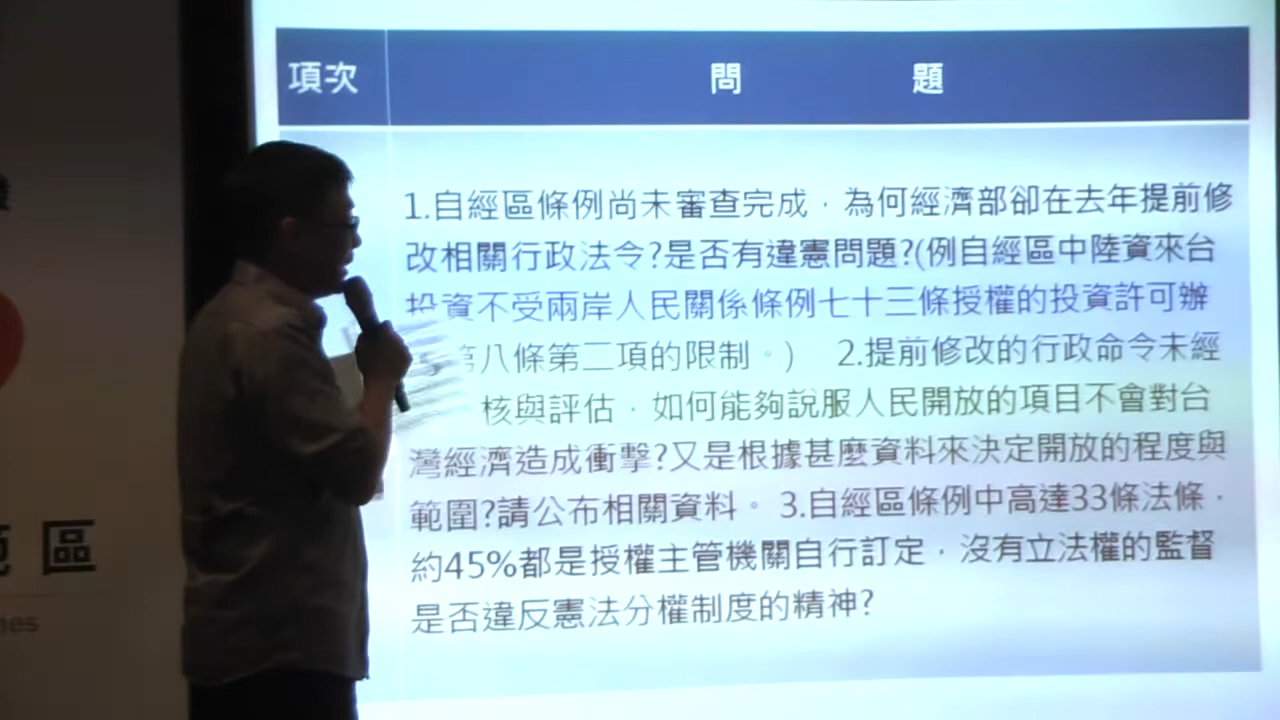 項次 問 題
1.自經區條例尚未審查完成，為何經濟部卻在去年提前修
改相關行政法令?是否有違憲問題?(例自經區中陸資來台
投資不受兩岸人民關係條例七十三條授權的投資許可辦
第八條第二項的限制。) 2.提前修改的行政命令未經
核與評估，如何能夠說服人民開放的項目不會對台
灣經濟造成衝擊?又是根據甚麼資料來決定開放的程度與
範圍?請公布相關資料。 3.自經區條例中高達33條法條，
約45%都是授權主管機關自行訂定，沒有立法權的監督
是否違反憲法分權制度的精神?
區
nes